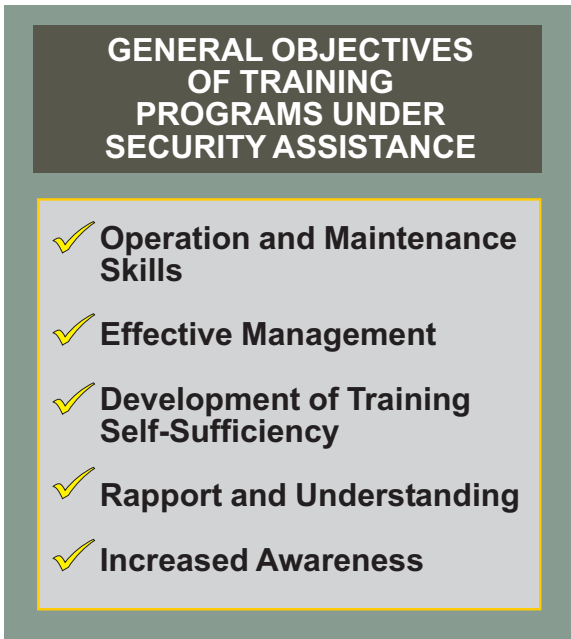 GENERAL OBJECTIVES
OF TRAINING
PROGRAMS UNDER
SECURITY ASSISTANCE
Operation and Maintenance
Skills
Effective Management
Development of Training
Self-Sufficiency
Rapport and Understanding
Increased Awareness